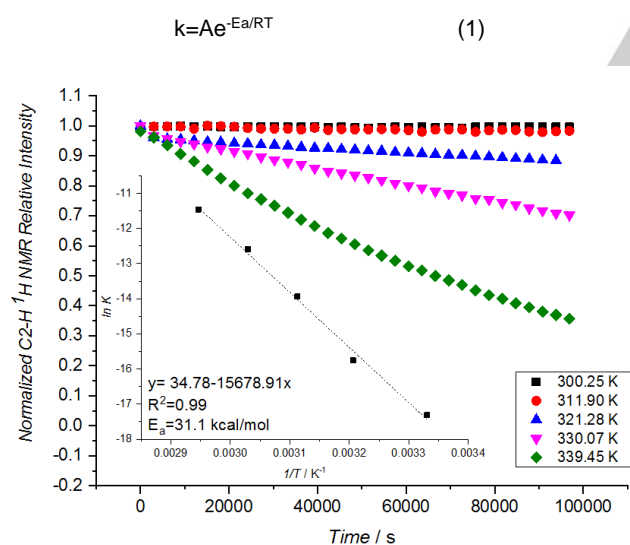 k=Ae-Ea/RT (1)
1.1
1.0
0.9
0.8
0.7
0.6
0.5
0.4
0.3
0.2
0.1
0.0
-0.1
-0.2
Normalized C2-H 1H NMR Relative Intensity
-11
-12
-13
-14
-15
-16
-17
-18
ln K
y= 34.78-15678.91x
R2=0.99
Ea=31.1 kcal/mol
0.0029 0.0030 0.0031 0.0032 0.0033 0.0034
1/T / K-1
300.25 K
311.90 K
321.28 K
330.07 K
339.45 K
0 20000 40000 60000 80000 100000
Time / s